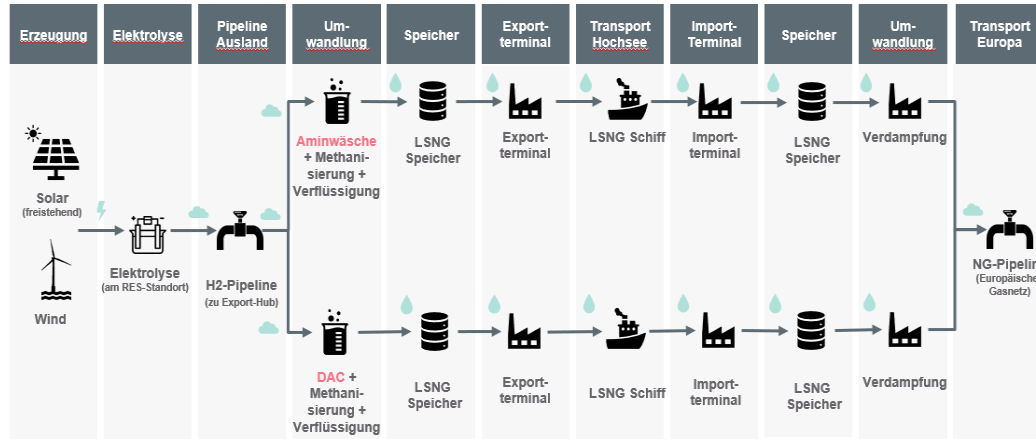 Erzeugung
Elektrolyse
Pipeline
Ausland
Um-
wandlung
Speicher
Export-
terminal
Transport
Hochsee
Import-
Terminal
Speicher
Um-
wandlung
Transport
Europa
Solar
(freistehend)
Wind
Elektrolyse
(am RES-Standort)
H2-Pipeline
(zu Export-Hub)
Aminwäsche
+ Methani-
sierung +
Verflüssigung
LSNG
Speicher
Export-
terminal
LSNG Schiff
Import-
terminal
LSNG
Speicher
Verdampfung
DAC +
Methani-
sierung +
Verflüssigung
LSNG
Speicher
Export-
terminal
LSNG Schiff
Import-
terminal
LSNG
Speicher
Verdampfung
NG-Pipelin
(Europäische
Gasnetz)